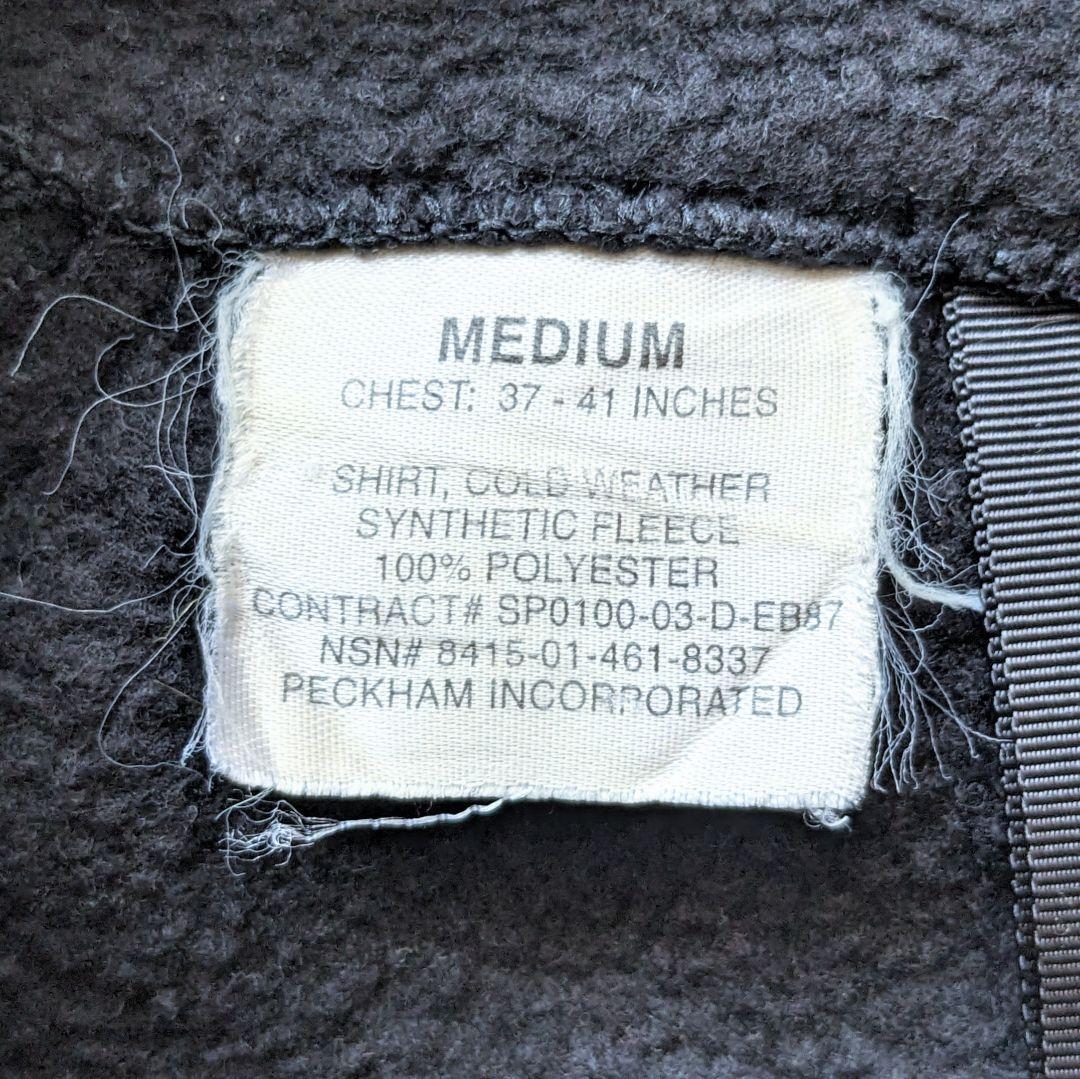 MEDIUM
CHEST: 37 - 41 INCHES
SHIRT, COLD WEATHER
SYNTHETIC FLEECE
100% POLYESTER
CONTRACT# SP0100-03-D-EB87
NSN# 8415-01-461-8337
PECKHAM INCORPORATED